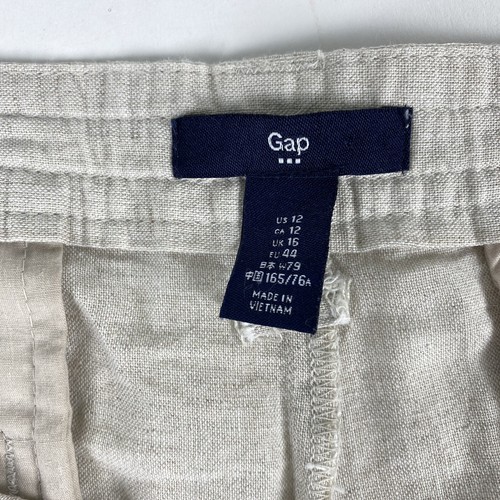 Gap
US 12
CA 12
UK 16
EU 44
日本 W79
中国 165/76A
MADE IN
VIETNAM